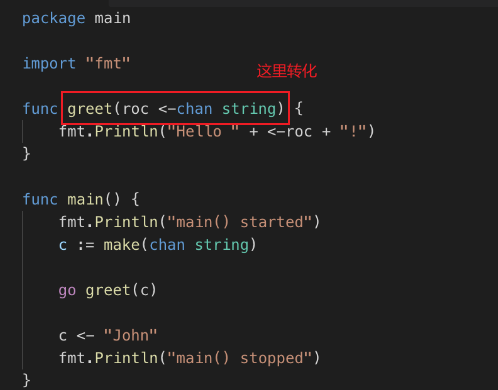 package main
import "fmt"
这里转化
func greet(roc <-chan string) {
    fmt.Println("Hello " + <-roc + "!")
}
func main() {
    fmt.Println("main() started")
    c := make(chan string)
    go greet(c)
    c <- "John"
    fmt.Println("main() stopped")
}